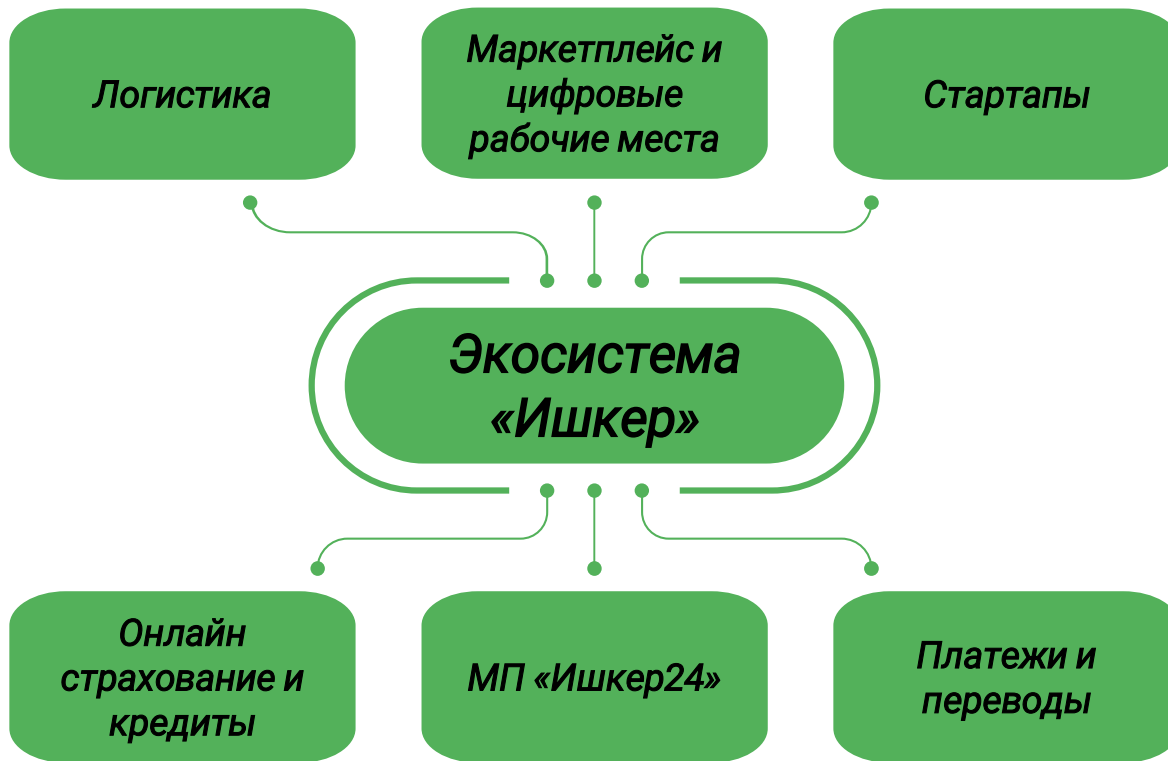 Логистика
Маркетплейс и
цифровые
рабочие места
Стартапы
Экосистема
«Ишкер»
Онлайн
страхование и
кредиты
МП «Ишкер24»
Платежи и
переводы